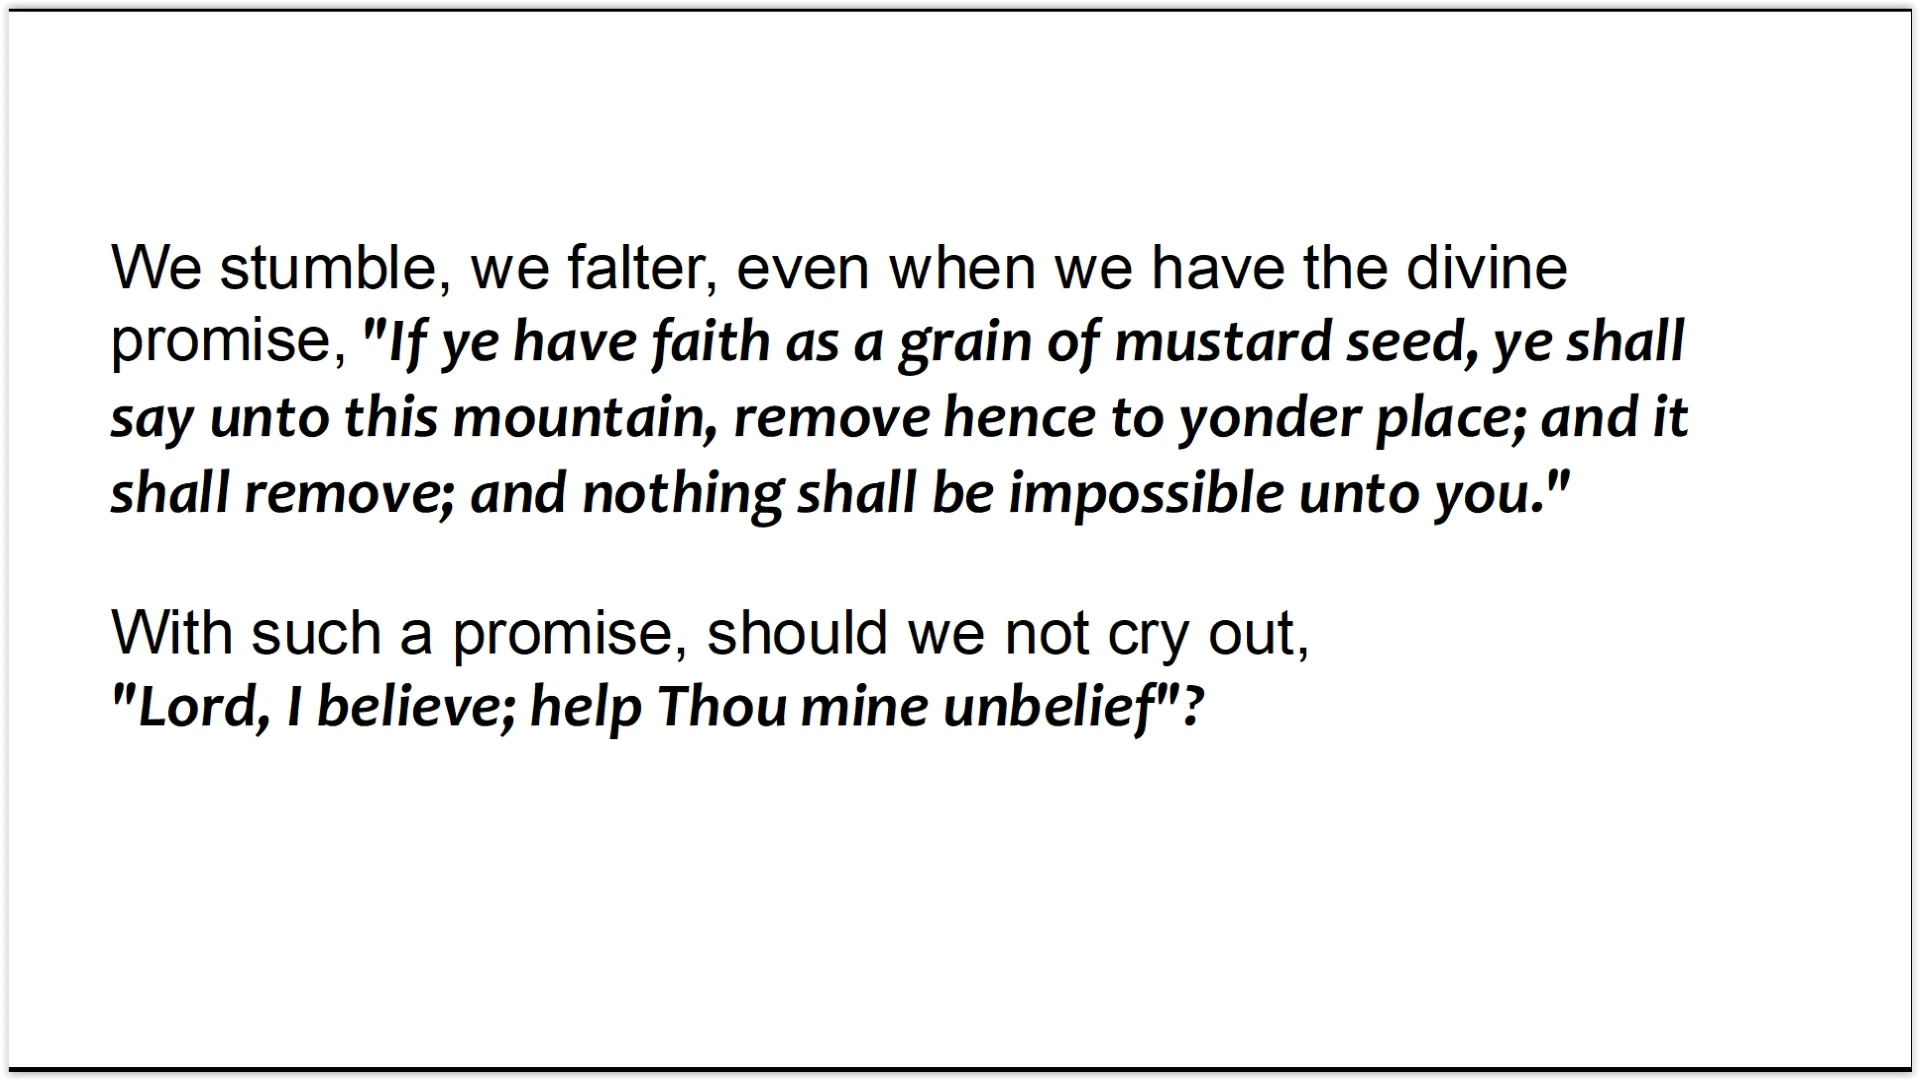 We stumble, we falter, even when we have the divine
promise, "If ye have faith as a grain of mustard seed, ye shall
say unto this mountain, remove hence to yonder place; and it
shall remove; and nothing shall be impossible unto you."
With such a promise, should we not cry out,
"Lord, I believe; help Thou mine unbelief"?